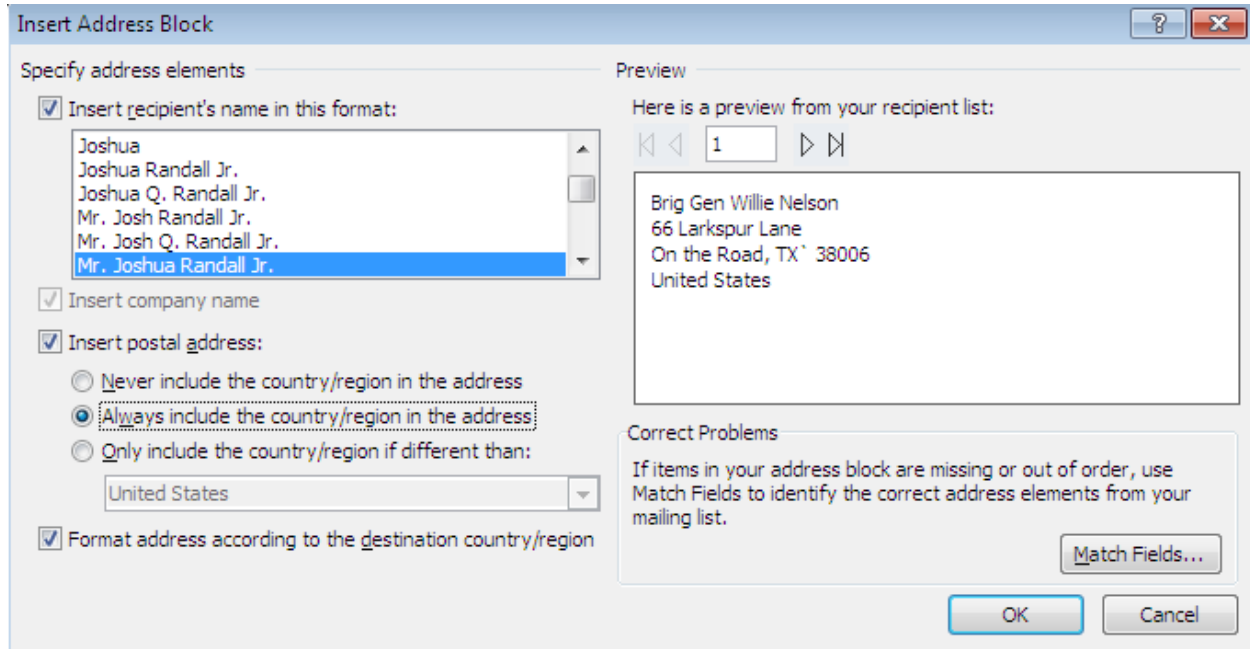 Insert Address Block
Specify address elements
Insert recipient's name in this format:
Joshua
Joshua Randall Jr.
Joshua Q. Randall Jr.
Mr. Josh Randall Jr.
Mr. Josh Q. Randall Jr.
Mr. Joshua Randall Jr.
Insert company name
Insert postal address:
Never include the country/region in the address
Always include the country/region in the address
Only include the country/region if different than:
United States
Format address according to the destination country/region
Preview
Here is a preview from your recipient list:
1
Brig Gen Willie Nelson
66 Larkspur Lane
On the Road, TX` 38006
United States
Correct Problems
If items in your address block are missing or out of order, use
Match Fields to identify the correct address elements from your
mailing list.
Match Fields...
OK
Cancel